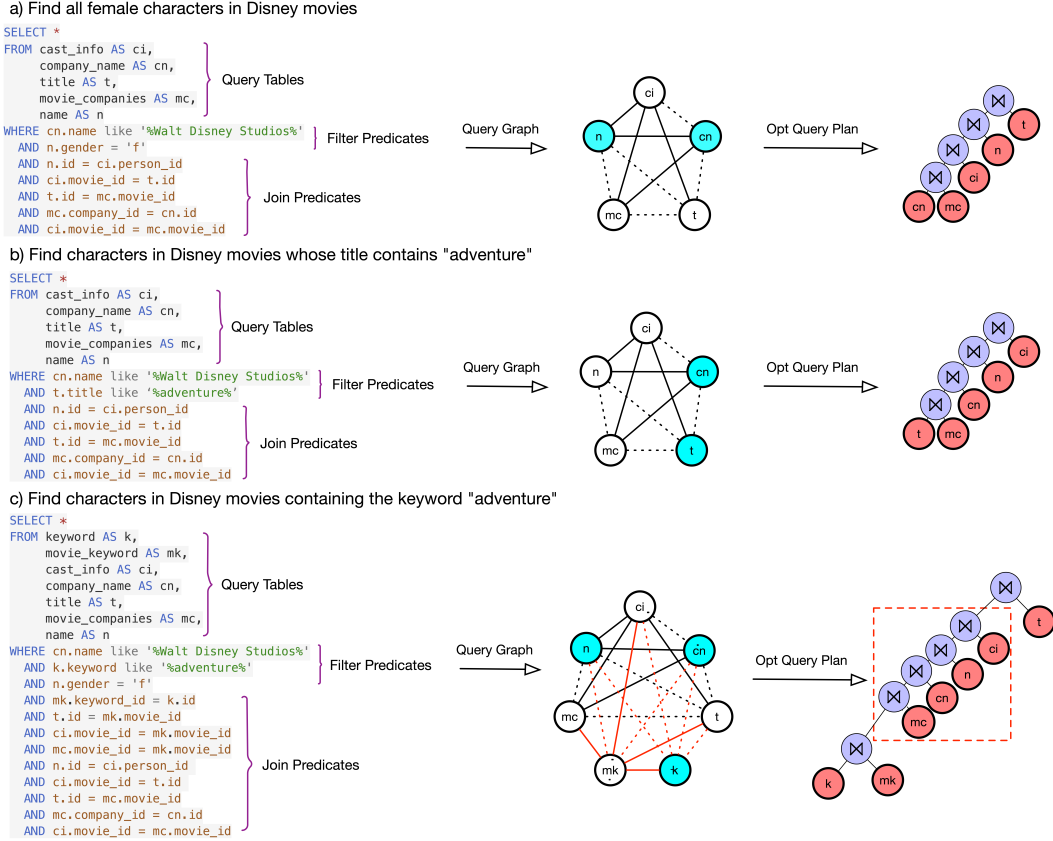 a) Find all female characters in Disney movies
SELECT *
FROM cast_info AS ci,
company_name AS cn,
title AS t,
movie_companies AS mc,
name AS n
WHERE cn.name like '%Walt Disney Studios%'
AND n.gender = 'f'
AND n.id = ci.person_id
AND ci.movie_id = t.id
AND t.id = mc.movie_id
AND mc.company_id = cn.id
AND ci.movie_id = mc.movie_id
Query Tables
Filter Predicates
Join Predicates
Query Graph
ci
n
cn
mc
t
Opt Query Plan
⋈
⋈
t
⋈
n
⋈
ci
cn
mc
b) Find characters in Disney movies whose title contains "adventure"
SELECT *
FROM cast_info AS ci,
company_name AS cn,
title AS t,
movie_companies AS mc,
name AS n
WHERE cn.name like '%Walt Disney Studios%'
AND t.title like ‘%adventure%’
AND n.id = ci.person_id
AND ci.movie_id = t.id
AND t.id = mc.movie_id
AND mc.company_id = cn.id
AND ci.movie_id = mc.movie_id
Query Tables
Filter Predicates
Join Predicates
Query Graph
ci
n
cn
mc
t
Opt Query Plan
⋈
⋈
ci
⋈
n
⋈
cn
t
mc
c) Find characters in Disney movies containing the keyword "adventure"
SELECT *
FROM keyword AS k,
movie_keyword AS mk,
cast_info AS ci,
company_name AS cn,
title AS t,
movie_companies AS mc,
name AS n
WHERE cn.name like '%Walt Disney Studios%'
AND k.keyword like '%adventure%'
AND n.gender = 'f'
AND mk.keyword_id = k.id
AND t.id = mk.movie_id
AND ci.movie_id = mk.movie_id
AND mc.movie_id = mk.movie_id
AND n.id = ci.person_id
AND ci.movie_id = t.id
AND t.id = mc.movie_id
AND mc.company_id = cn.id
AND ci.movie_id = mc.movie_id
Query Tables
Filter Predicates
Join Predicates
Query Graph
ci
n
cn
mc
t
mk
k
Opt Query Plan
⋈
⋈
t
⋈
ci
⋈
n
⋈
cn
mc
⋈
k
mk